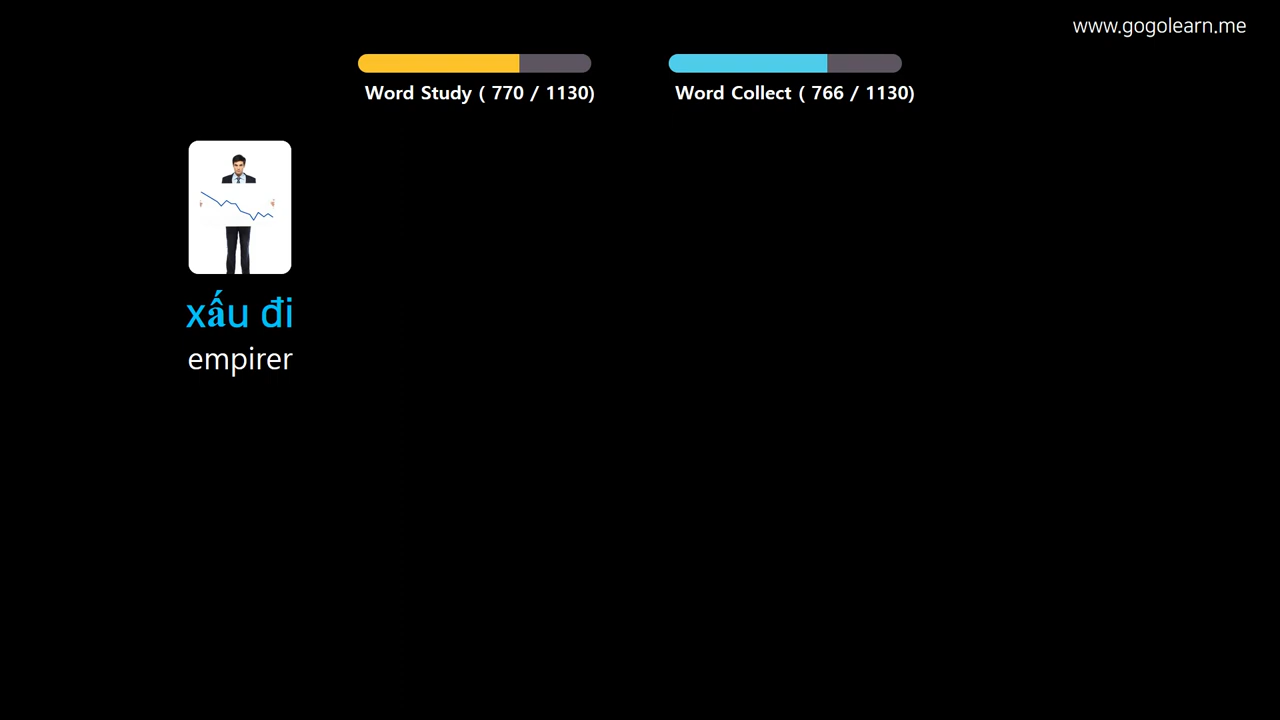 www.gogolearn.me
Word Study ( 770 / 1130)
Word Collect ( 766 / 1130)
xấu đi
empirer